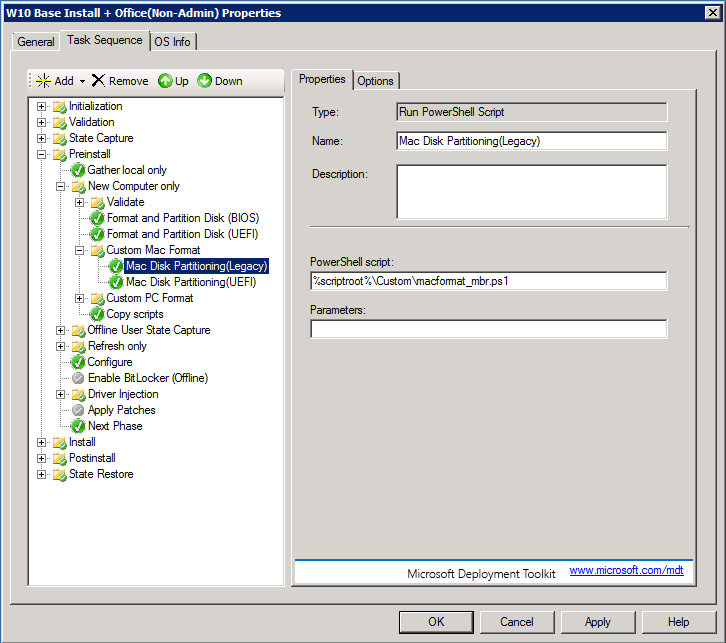 W10 Base Install + Office(Non-Admin) Properties
General
Task Sequence
OS Info
Add
Remove
Up
Down
Initialization
Validation
State Capture
Preinstall
Gather local only
New Computer only
Validate
Format and Partition Disk (BIOS)
Format and Partition Disk (UEFI)
Custom Mac Format
Mac Disk Partitioning(Legacy)
Mac Disk Partitioning(UEFI)
Custom PC Format
Copy scripts
Offline User State Capture
Refresh only
Configure
Enable BitLocker (Offline)
Driver Injection
Apply Patches
Next Phase
Install
Postinstall
State Restore
Properties
Options
Type:
Run PowerShell Script
Name:
Mac Disk Partitioning(Legacy)
Description:
PowerShell script:
%scriptroot%\Custom\macformat_mbr.ps1
Parameters:
Microsoft Deployment Toolkit
www.microsoft.com/mdt
OK
Cancel
Apply
Help